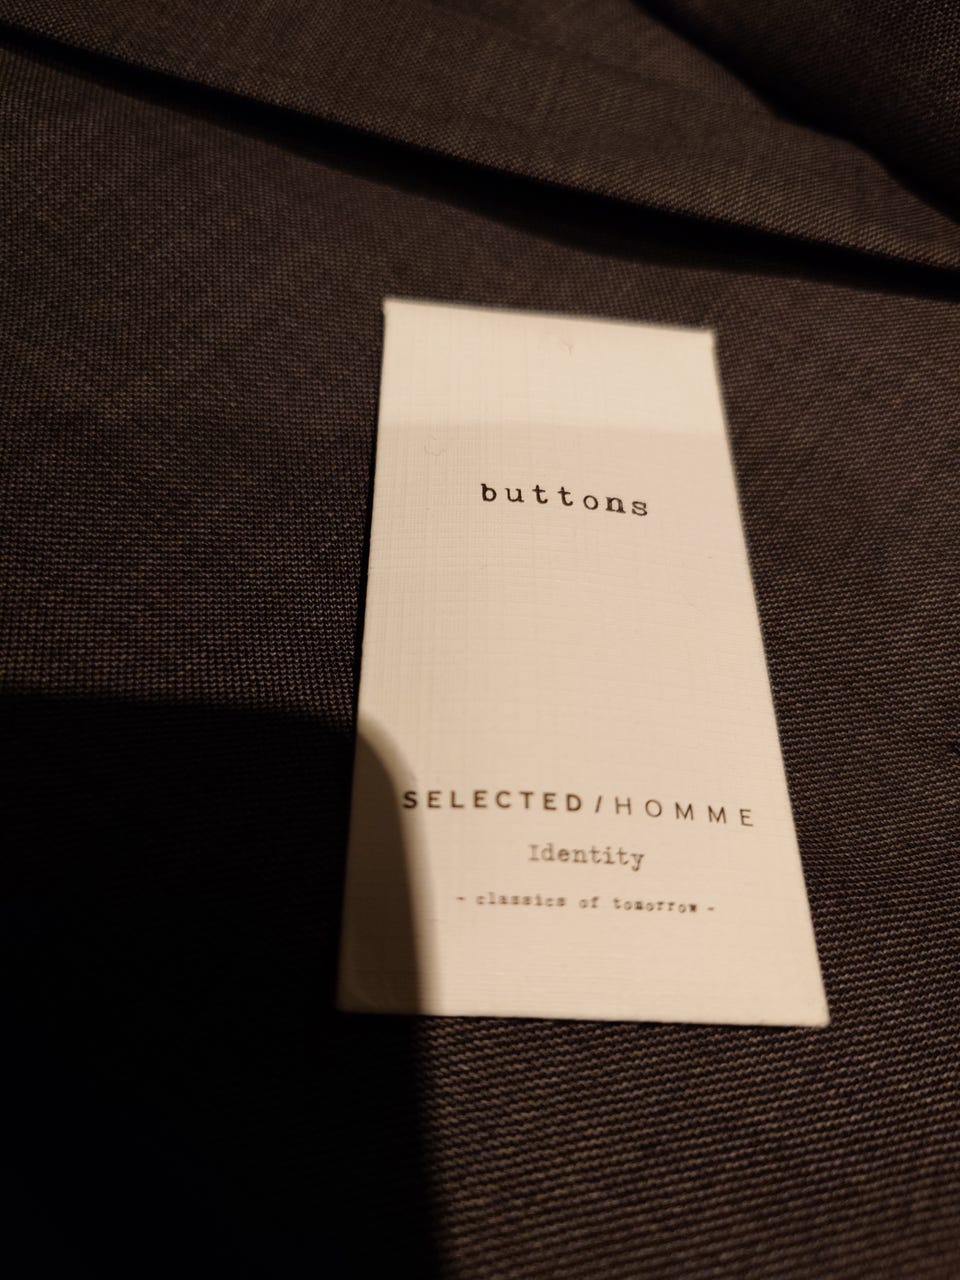 buttons
SELECTED/HOMME
Identity
- classics of tomorrow -